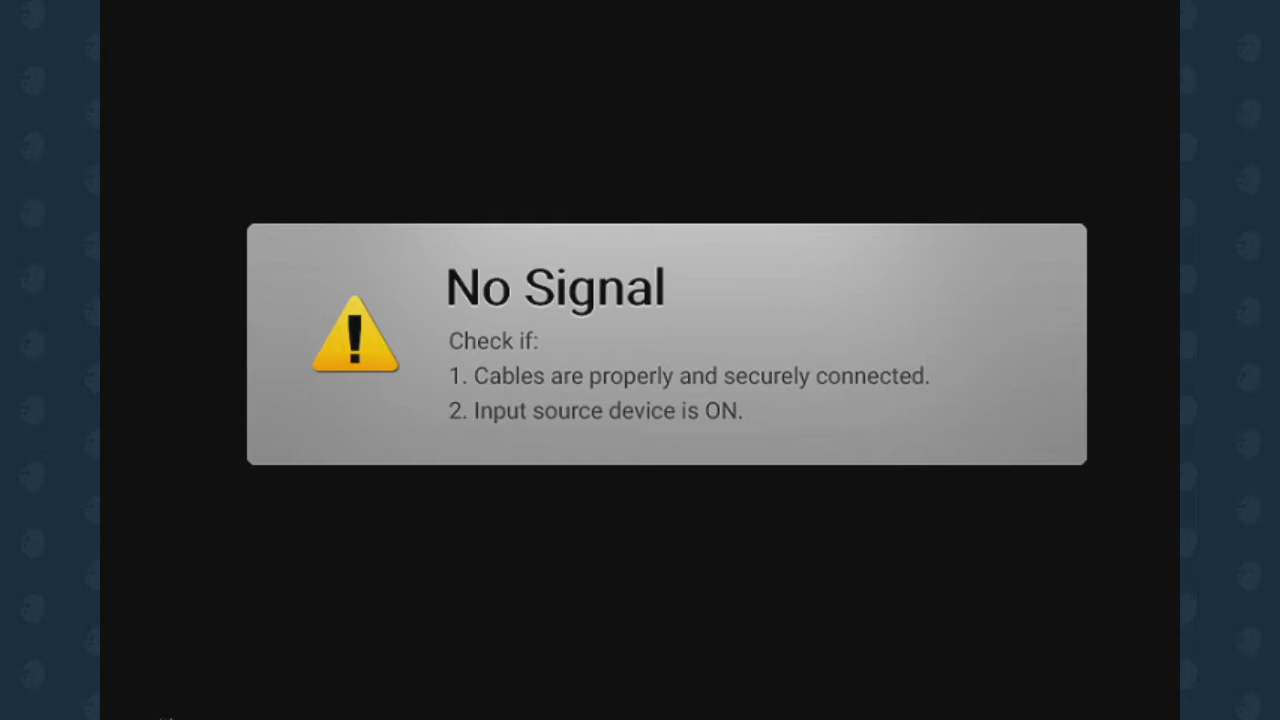 No Signal
Check if:
1. Cables are properly and securely connected.
2. Input source device is ON.